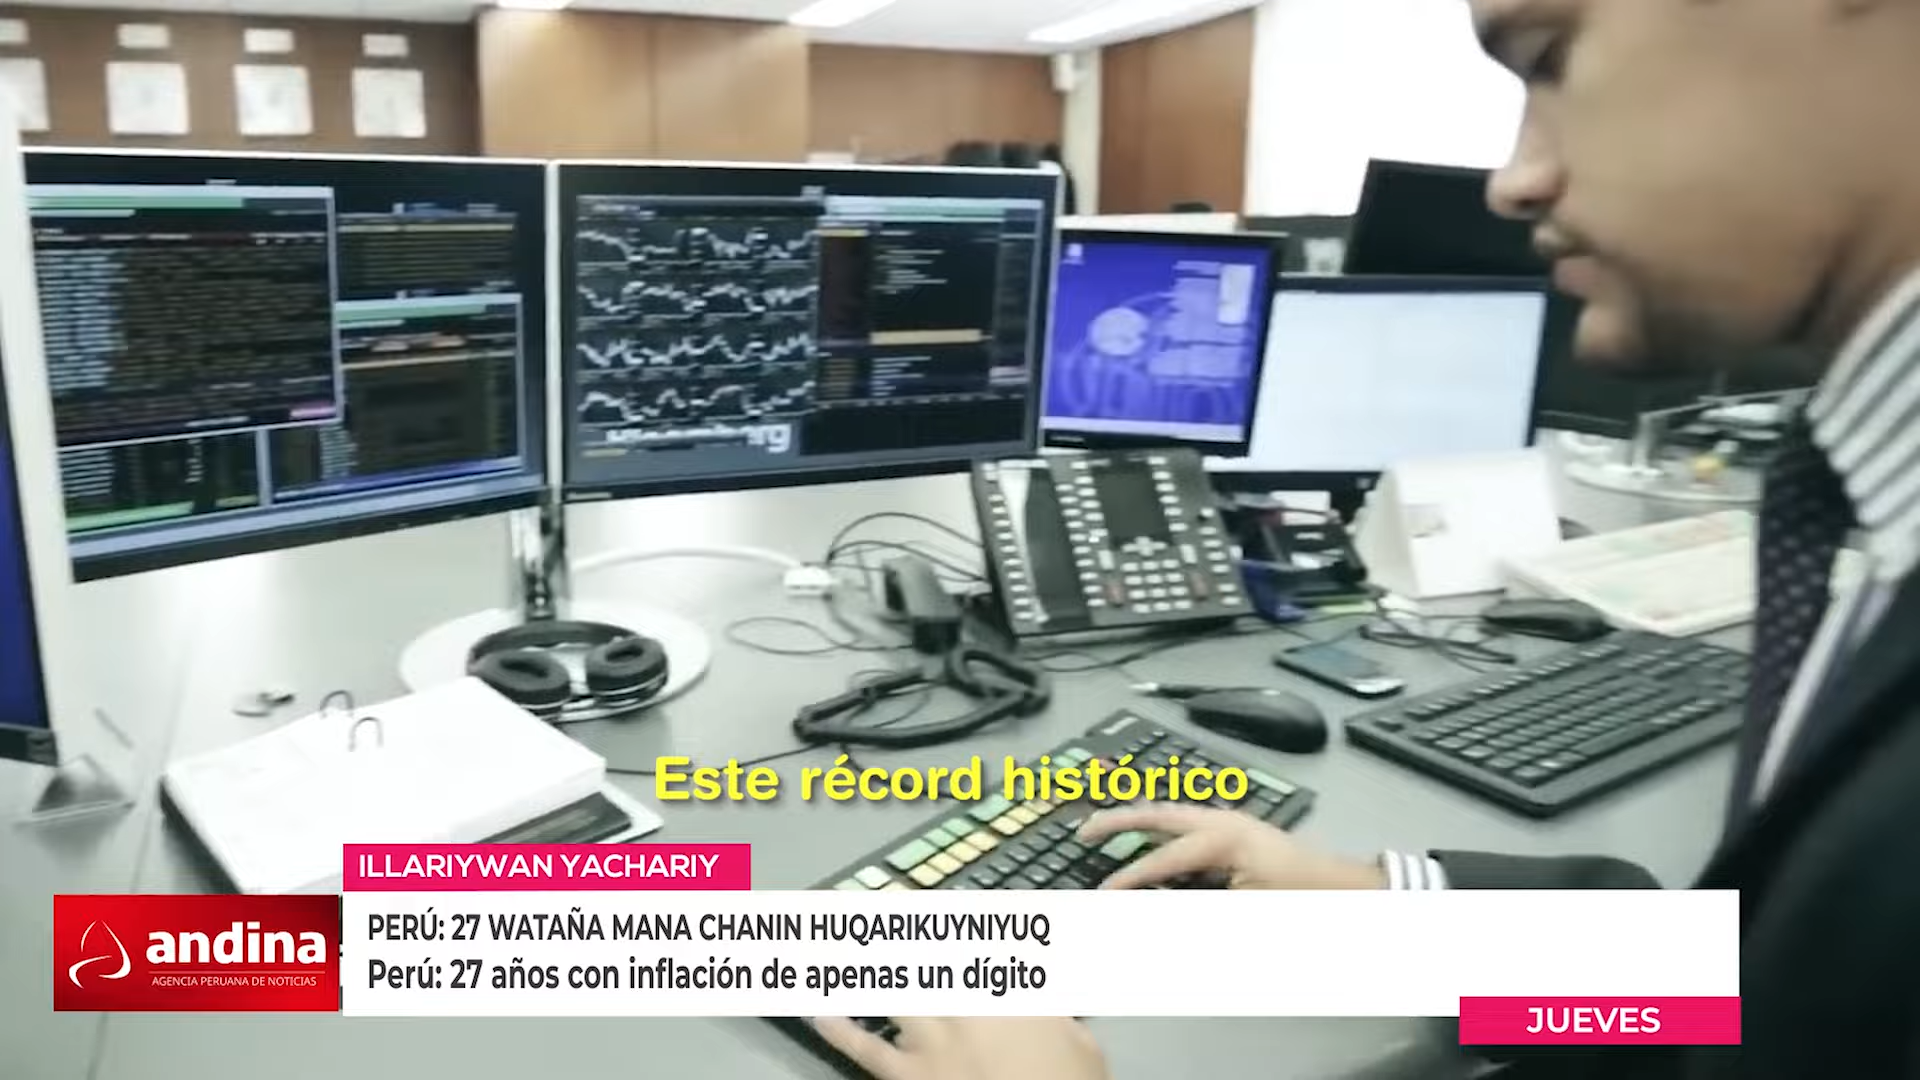 Este récord histórico
ILLARIYWAN YACHARIY
PERÚ: 27 WATAÑA MANA CHANIN HUQARIKUYNIYUQ
Perú: 27 años con inflación de apenas un dígito
andina
AGENCIA PERUANA DE NOTICIAS
JUEVES